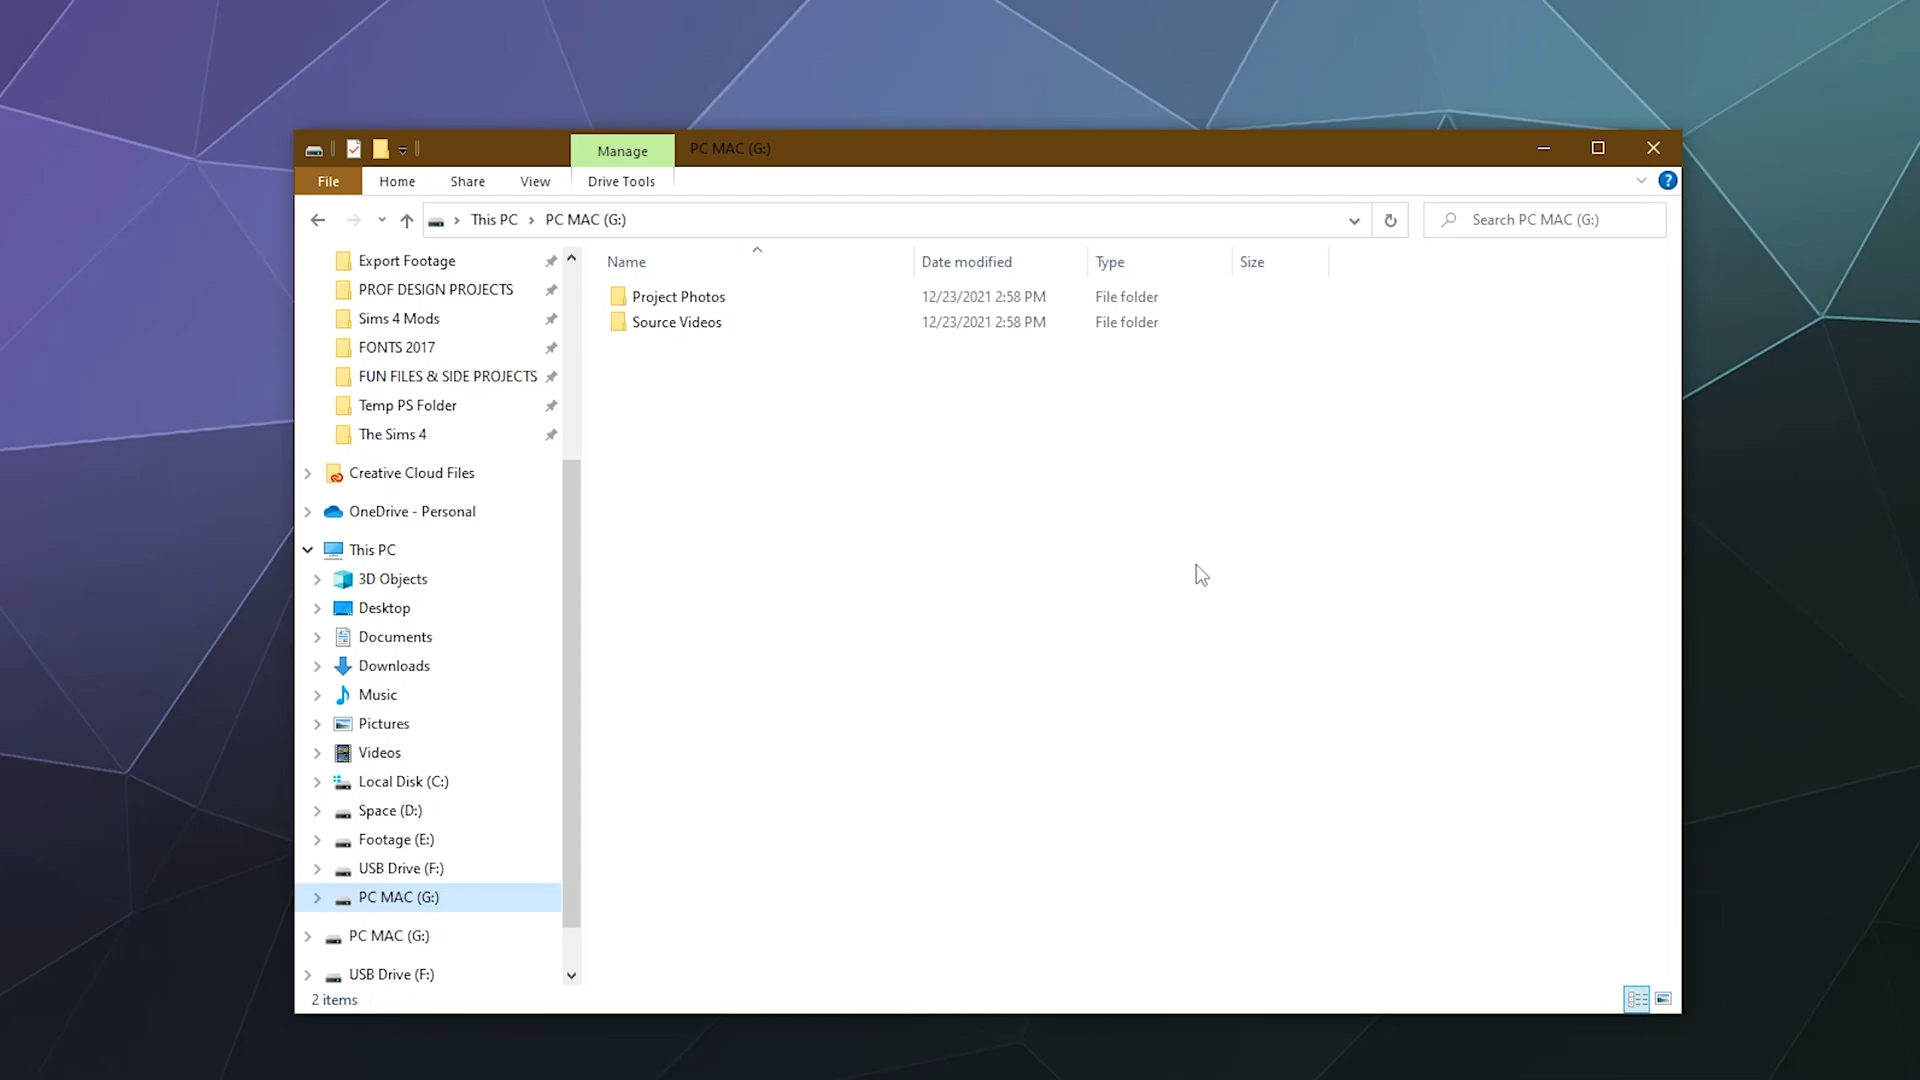 Manage
PC MAC (G:)
File
Home
Share
View
Drive Tools
?
This PC
PC MAC (G:)
Search PC MAC (G:)
Export Footage
PROF DESIGN PROJECTS
Sims 4 Mods
FONTS 2017
FUN FILES & SIDE PROJECTS
Temp PS Folder
The Sims 4
Creative Cloud Files
OneDrive - Personal
This PC
3D Objects
Desktop
Documents
Downloads
Music
Pictures
Videos
Local Disk (C:)
Space (D:)
Footage (E:)
USB Drive (F:)
PC MAC (G:)
PC MAC (G:)
USB Drive (F:)
Name Date modified Type Size
Project Photos 12/23/2021 2:58 PM File folder
Source Videos 12/23/2021 2:58 PM File folder
2 items